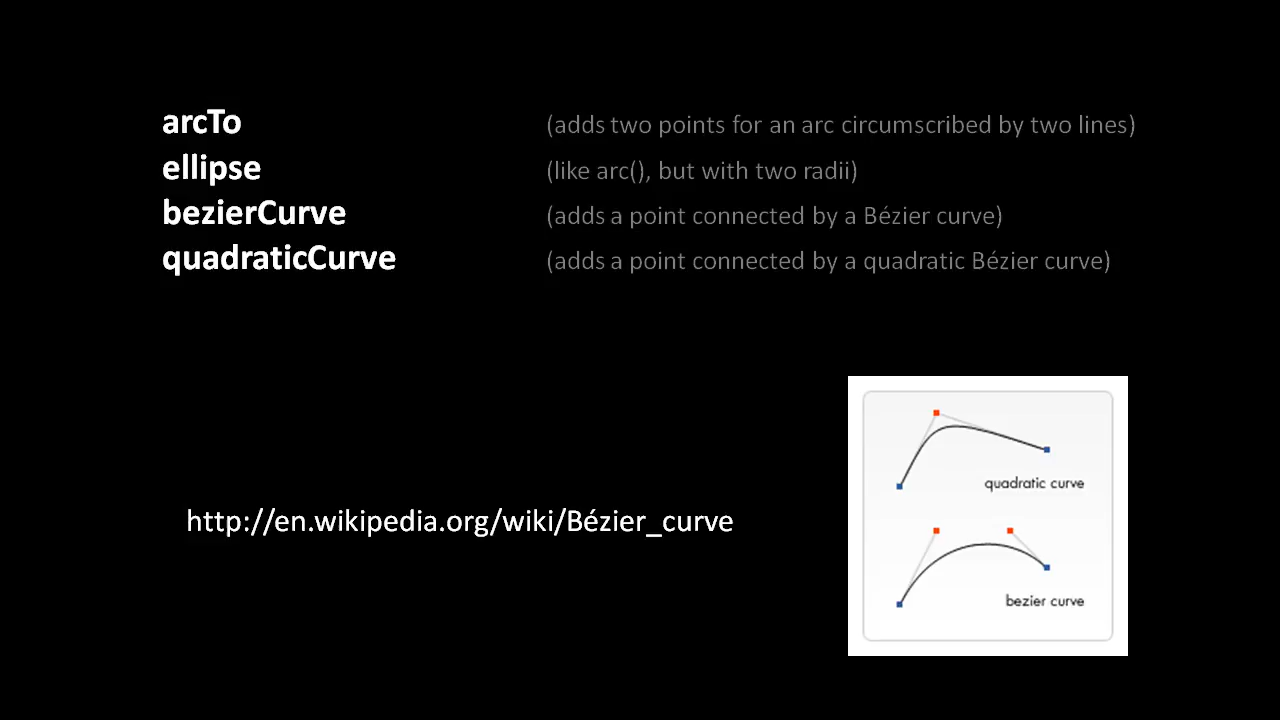 arcTo (adds two points for an arc circumscribed by two lines)
ellipse (like arc(), but with two radii)
bezierCurve (adds a point connected by a Bézier curve)
quadraticCurve (adds a point connected by a quadratic Bézier curve)
quadratic curve
http://en.wikipedia.org/wiki/Bézier_curve
bezier curve